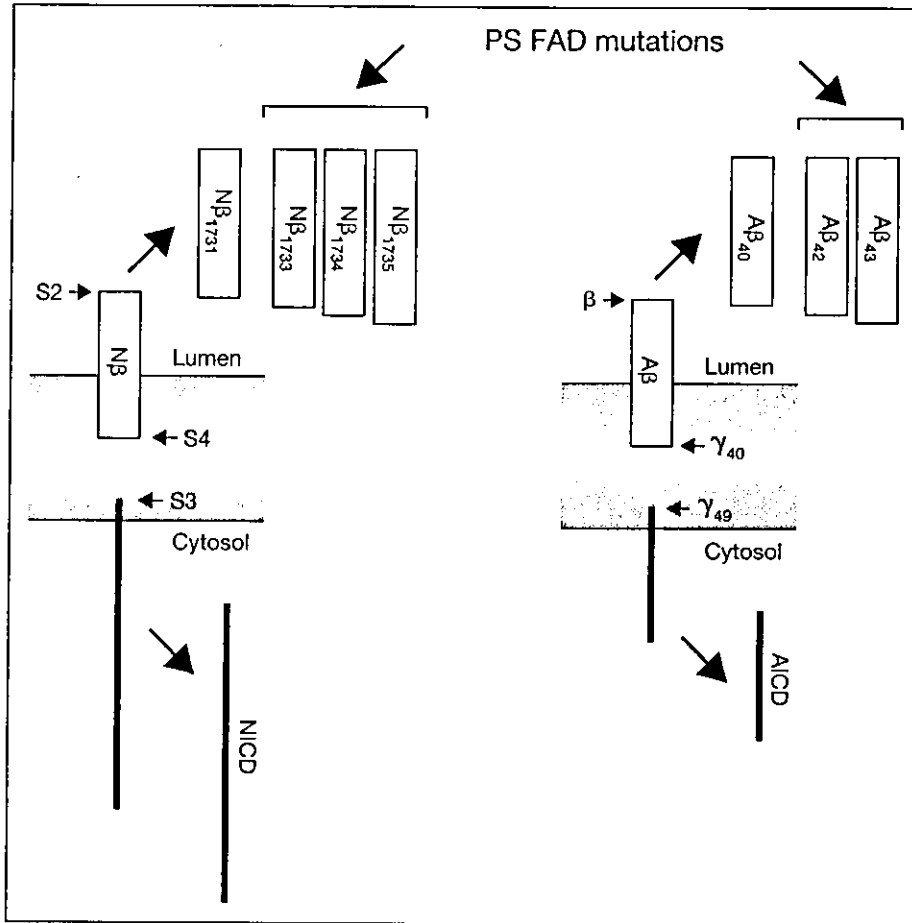 PS FAD mutations
Nβ1731
Nβ1733
Nβ1734
Nβ1735
S2
Nβ
Lumen
S4
S3
Cytosol
NICD
Aβ40
Aβ42
Aβ43
β
Aβ
Lumen
γ40
γ49
Cytosol
AICD